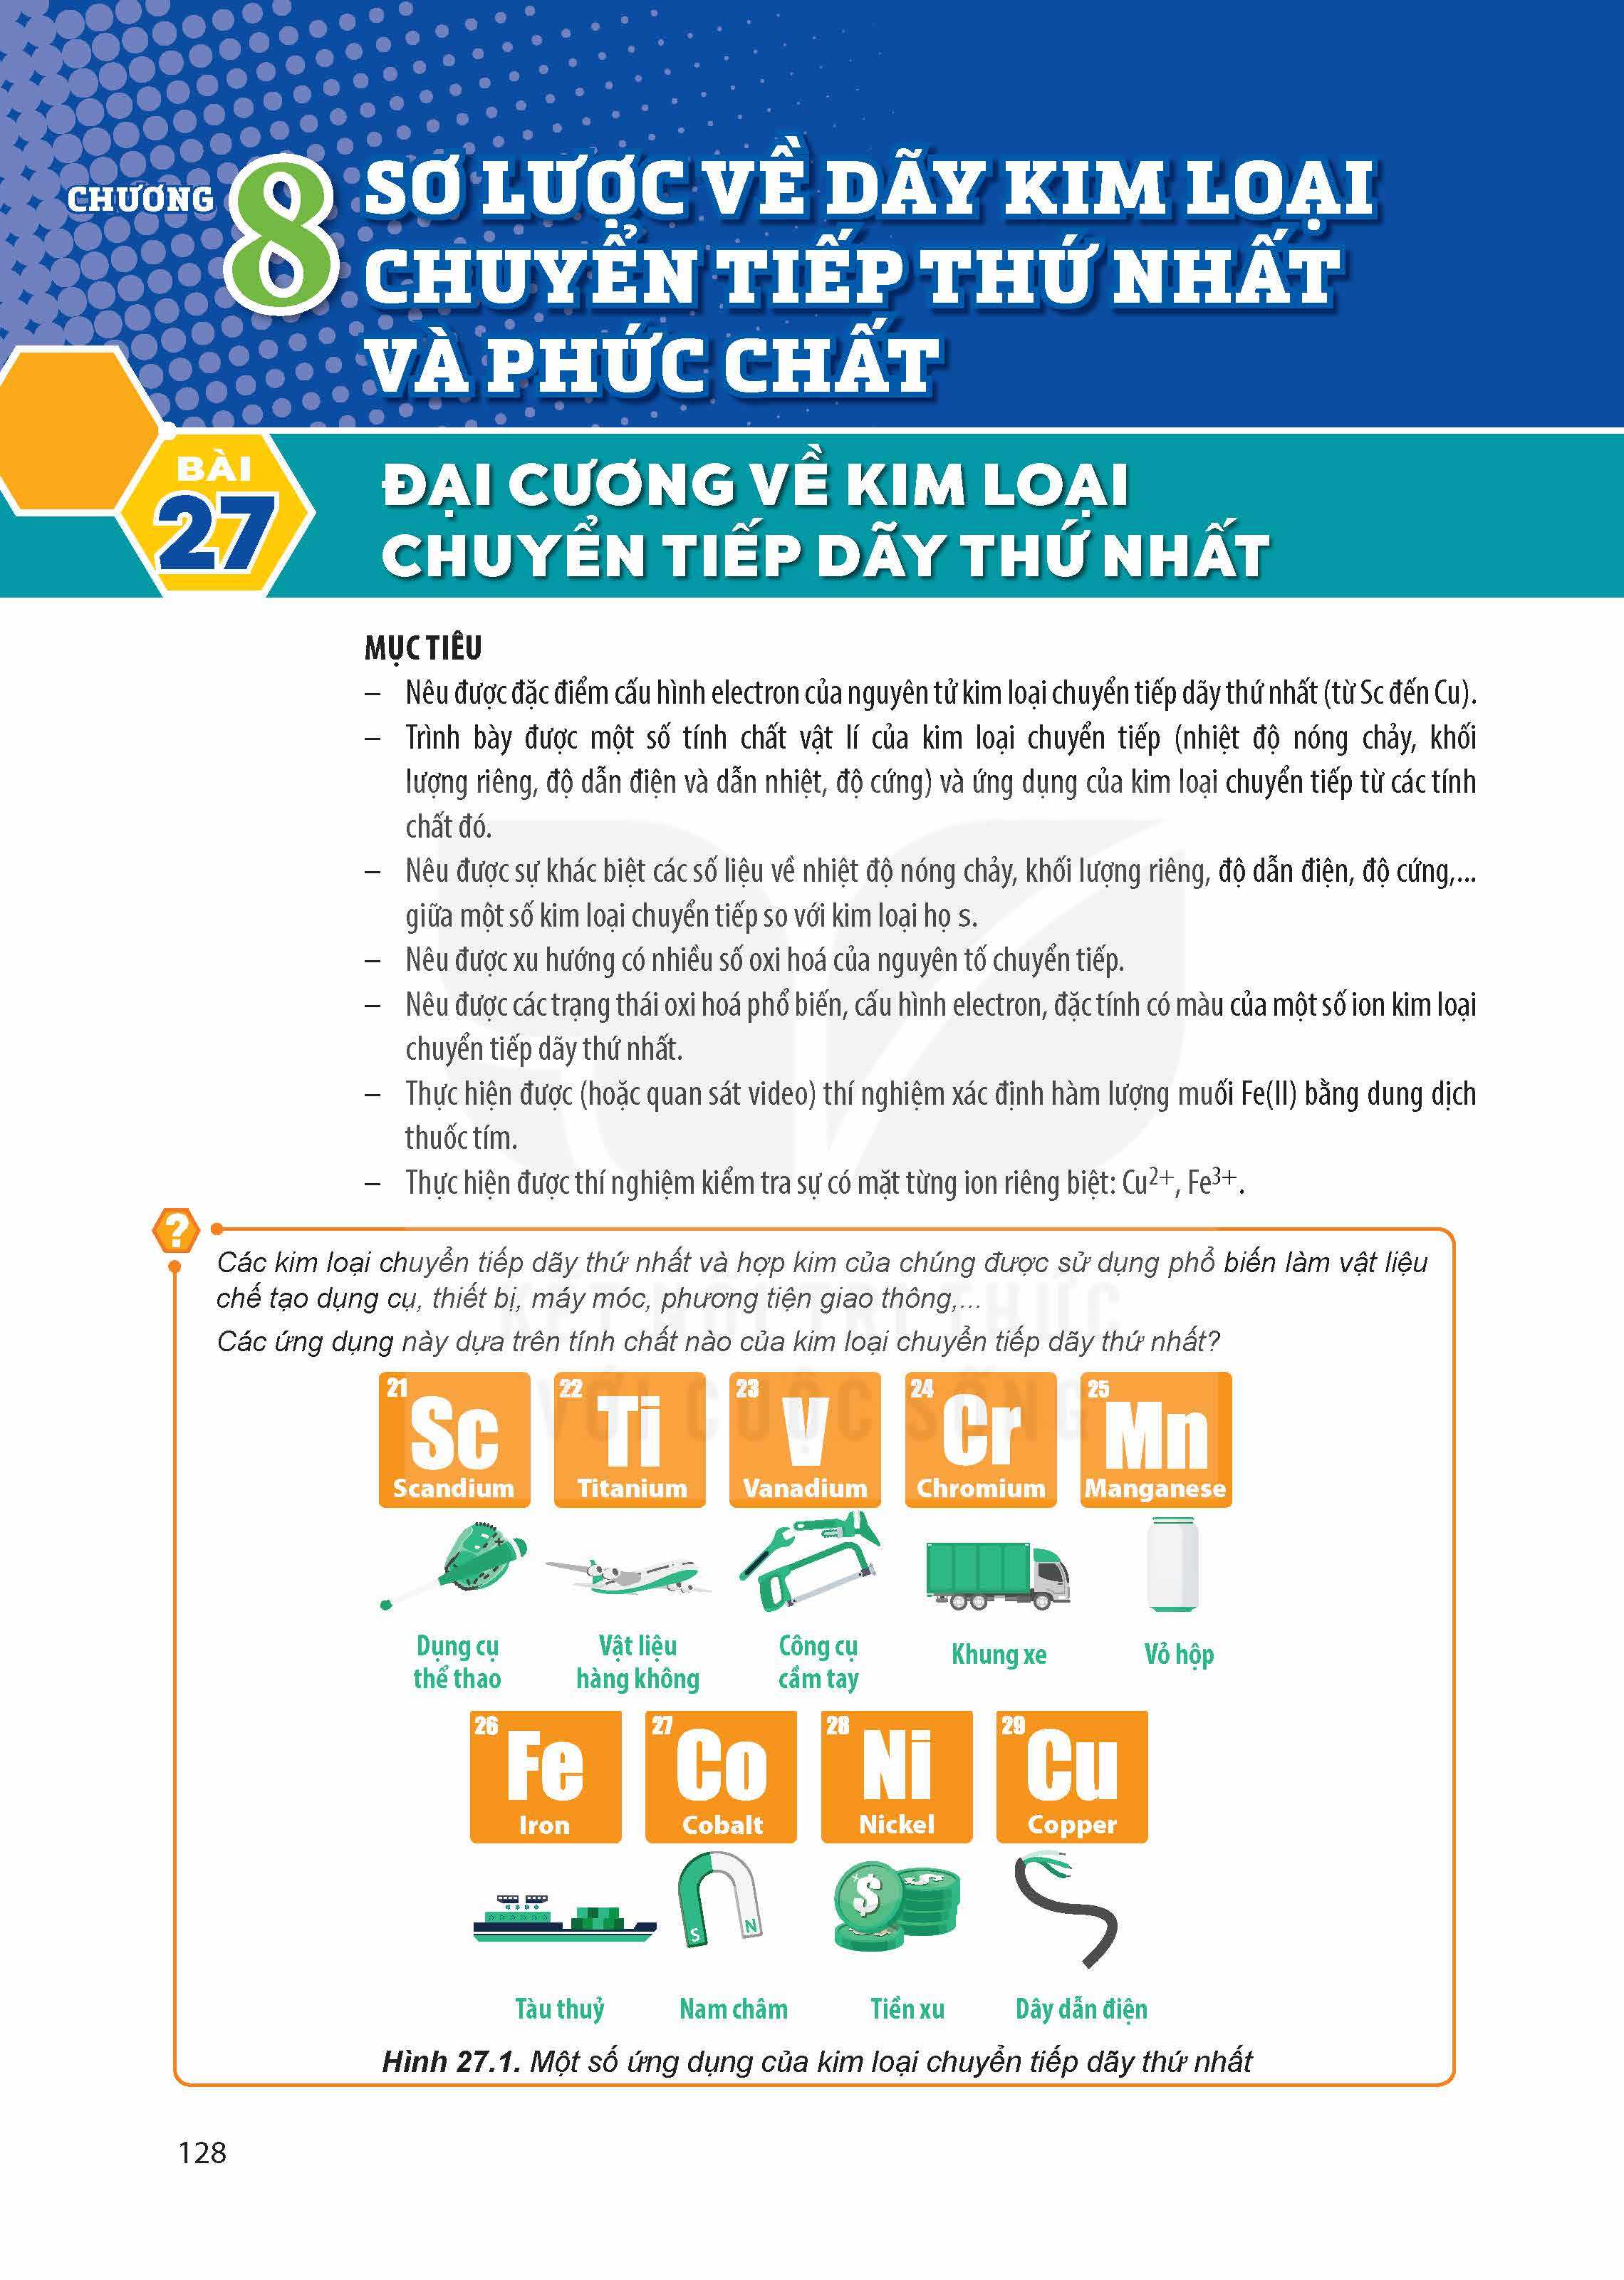 CHƯƠNG 8 SƠ LƯỢC VỀ DÃY KIM LOẠI
CHUYỂN TIẾP THỨ NHẤT
VÀ PHỨC CHẤT
BÀI
27
ĐẠI CƯƠNG VỀ KIM LOẠI
CHUYỂN TIẾP DÃY THỨ NHẤT
MỤC TIÊU
– Nêu được đặc điểm cấu hình electron của nguyên tử kim loại chuyển tiếp dãy thứ nhất (từ Sc đến Cu).
– Trình bày được một số tính chất vật lí của kim loại chuyển tiếp (nhiệt độ nóng chảy, khối
lượng riêng, độ dẫn điện và dẫn nhiệt, độ cứng) và ứng dụng của kim loại chuyển tiếp từ các tính
chất đó.
– Nêu được sự khác biệt các số liệu về nhiệt độ nóng chảy, khối lượng riêng, độ dẫn điện, độ cứng,...
giữa một số kim loại chuyển tiếp so với kim loại họ s.
– Nêu được xu hướng có nhiều số oxi hoá của nguyên tố chuyển tiếp.
– Nêu được các trạng thái oxi hoá phổ biến, cấu hình electron, đặc tính có màu của một số ion kim loại
chuyển tiếp dãy thứ nhất.
– Thực hiện được (hoặc quan sát video) thí nghiệm xác định hàm lượng muối Fe(II) bằng dung dịch
thuốc tím.
– Thực hiện được thí nghiệm kiểm tra sự có mặt từng ion riêng biệt: Cu²⁺, Fe³⁺.
?
Các kim loại chuyển tiếp dãy thứ nhất và hợp kim của chúng được sử dụng phổ biến làm vật liệu
chế tạo dụng cụ, thiết bị, máy móc, phương tiện giao thông,...
Các ứng dụng này dựa trên tính chất nào của kim loại chuyển tiếp dãy thứ nhất?
KẾT NỐI TRI THỨC
VỚI CUỘC SỐNG
21 22 23 24 25
Sc Ti V Cr Mn
Scandium Titanium Vanadium Chromium Manganese
Dụng cụ Vật liệu Công cụ Khung xe Vỏ hộp
thể thao hàng không cầm tay
26 27 28 29
Fe Co Ni Cu
Iron Cobalt Nickel Copper
S N $ $
Tàu thuỷ Nam châm Tiền xu Dây dẫn điện
Hình 27.1. Một số ứng dụng của kim loại chuyển tiếp dãy thứ nhất
128